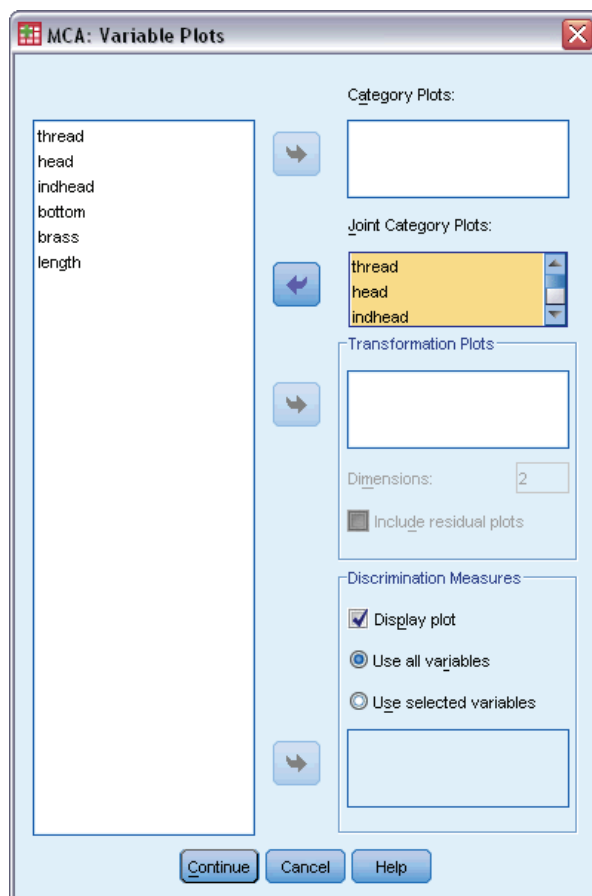 MCA: Variable Plots
thread
head
indhead
bottom
brass
length
Category Plots:
Joint Category Plots:
thread
head
indhead
Transformation Plots
Dimensions:
2
Include residual plots
Discrimination Measures
Display plot
Use all variables
Use selected variables
Continue
Cancel
Help